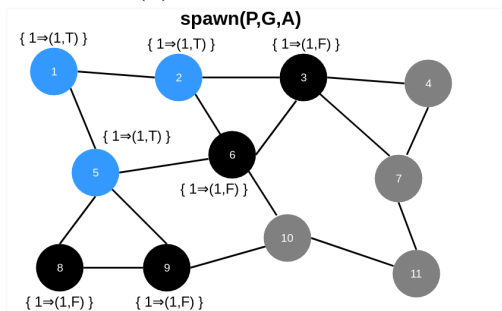 spawn(P,G,A)
{ 1⇒(1,T) }
{ 1⇒(1,T) }
{ 1⇒(1,F) }
1
2
3
4
{ 1⇒(1,T) }
5
6
7
{ 1⇒(1,F) }
8
9
10
11
{ 1⇒(1,F) }
{ 1⇒(1,F) }